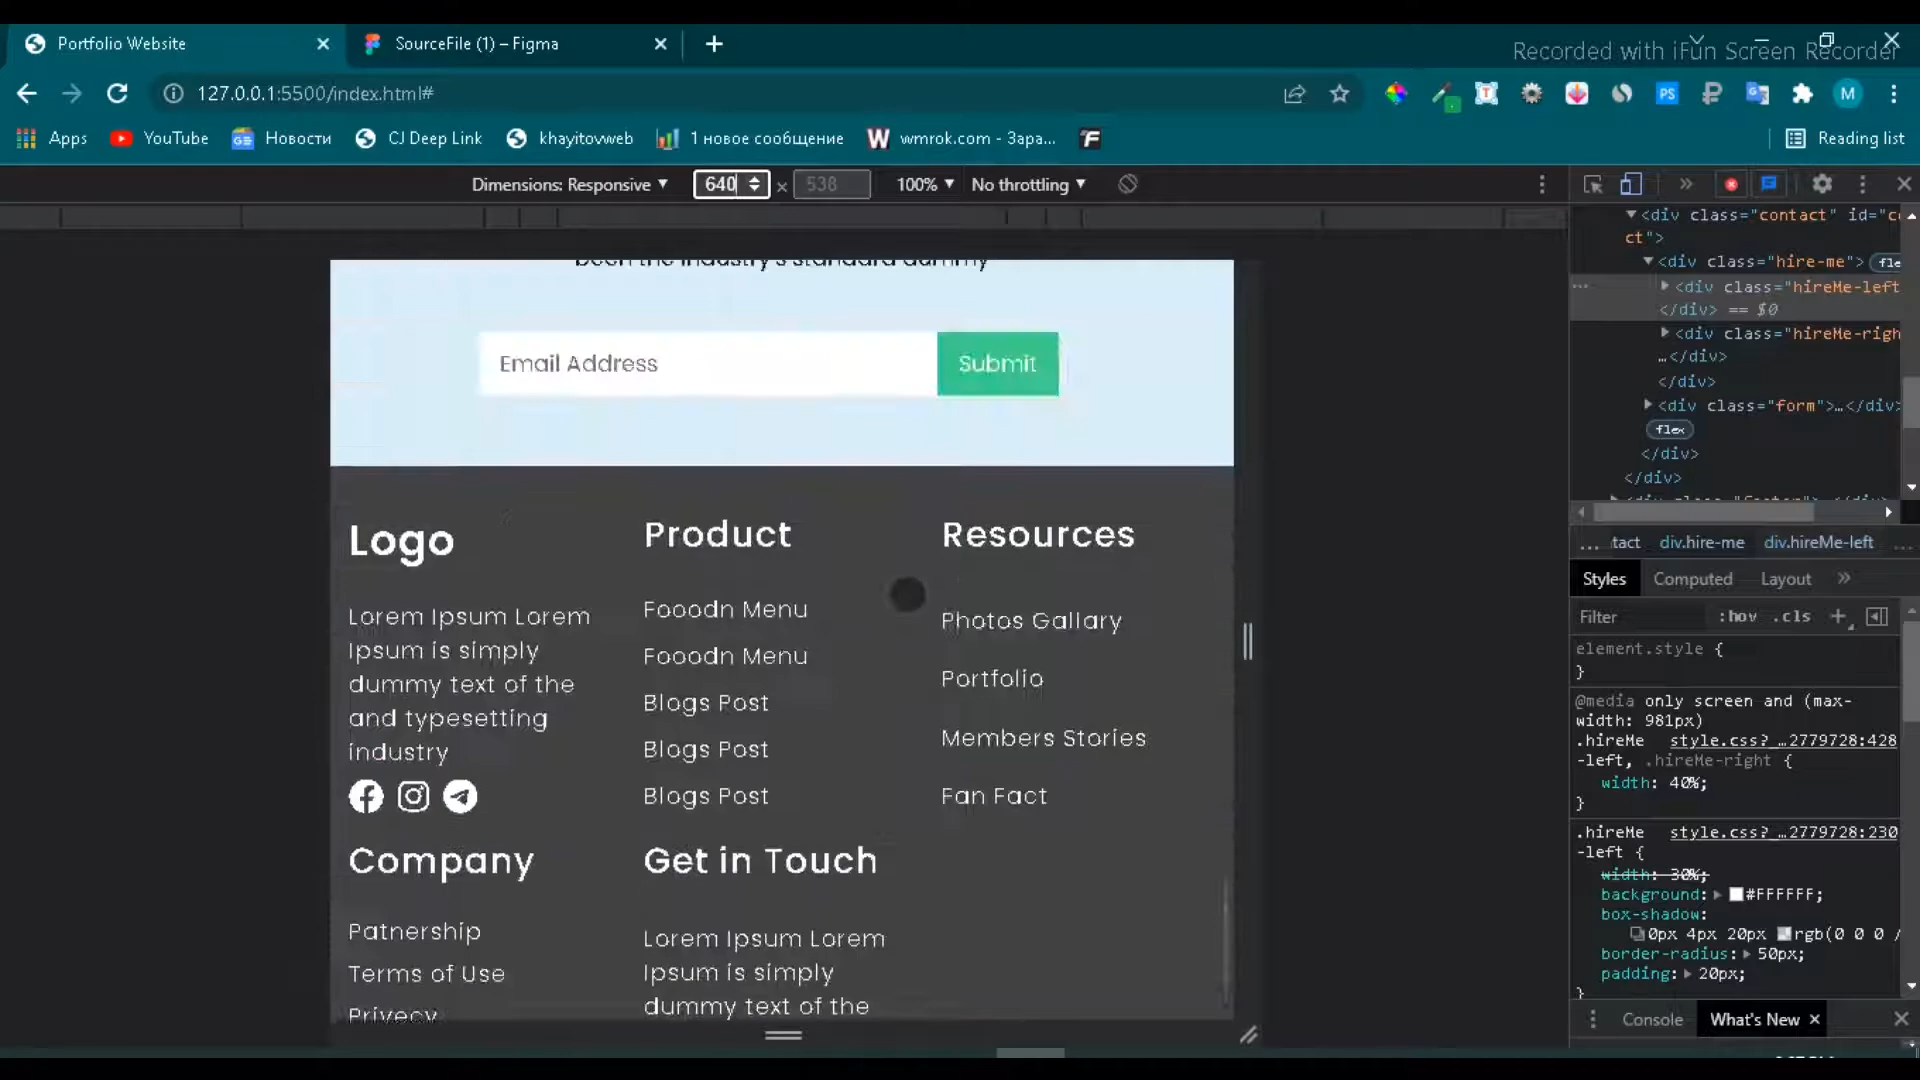 Portfolio Website
SourceFile (1) – Figma
Recorded with iFun Screen Recorder
127.0.0.1:5500/index.html#
PS
M
Apps
YouTube
Новости
CJ Deep Link
khayitovweb
1 новое сообщение
wmrok.com - Зара...
Reading list
Dimensions: Responsive
640
×
538
100%
No throttling
been the industry's standard dummy
Email Address
Submit
Logo
Lorem Ipsum Lorem
Ipsum is simply
dummy text of the
and typesetting
industry
Product
Fooodn Menu
Fooodn Menu
Blogs Post
Blogs Post
Blogs Post
Resources
Photos Gallary
Portfolio
Members Stories
Fan Fact
Company
Patnership
Terms of Use
Privecy
Get in Touch
Lorem Ipsum Lorem
Ipsum is simply
dummy text of the
<div class="contact" id="co
ct">
<div class="hire-me"> fle
<div class="hireMe-left
</div> == $0
<div class="hireMe-righ
…</div>
</div>
<div class="form">…</div>
flex
</div>
</div>
... tact div.hire-me div.hireMe-left ...
Styles Computed Layout
Filter :hov .cls
element.style {
}
@media only screen and (max-
width: 981px)
.hireMe style.css?_…2779728:428
-left, .hireMe-right {
width: 40%;
}
.hireMe style.css?_…2779728:230
-left {
width: 30%;
background: #FFFFFF;
box-shadow:
0px 4px 20px rgb(0 0 0 /
border-radius: 50px;
padding: 20px;
}
Console
What's New